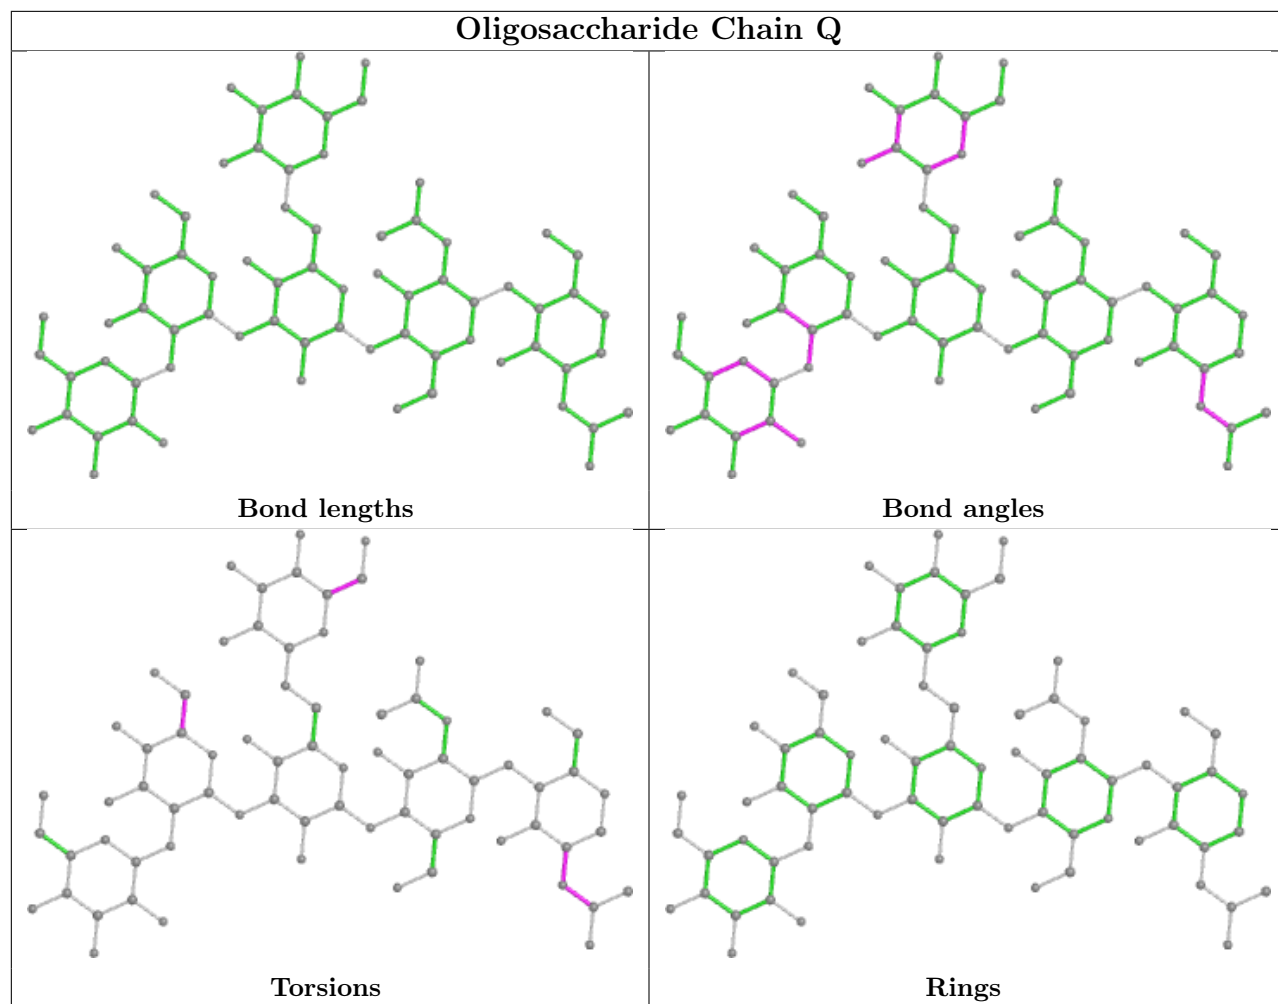 Oligosaccharide Chain Q
Bond lengths
Bond angles
Torsions
Rings